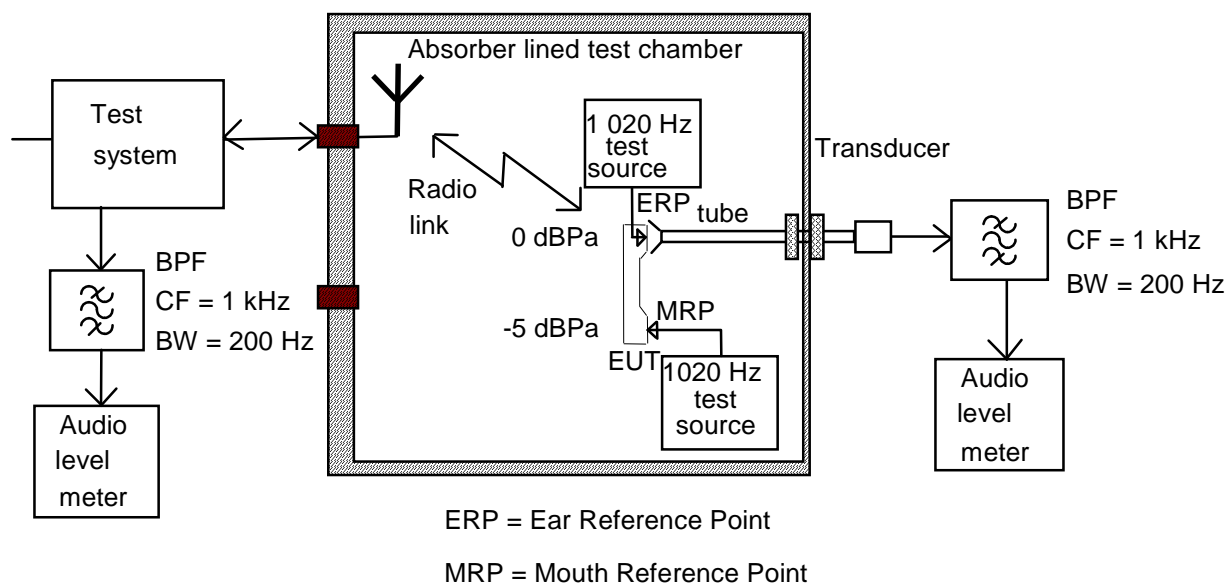 Absorber lined test chamber
Test
system
1 020 Hz
test
source
Transducer
Radio
link
ERP
tube
0 dBPa
BPF
CF = 1 kHz
BW = 200 Hz
BPF
CF = 1 kHz
BW = 200 Hz
MRP
-5 dBPa
EUT
1020 Hz
test
source
Audio
level
meter
Audio
level
meter
ERP = Ear Reference Point
MRP = Mouth Reference Point